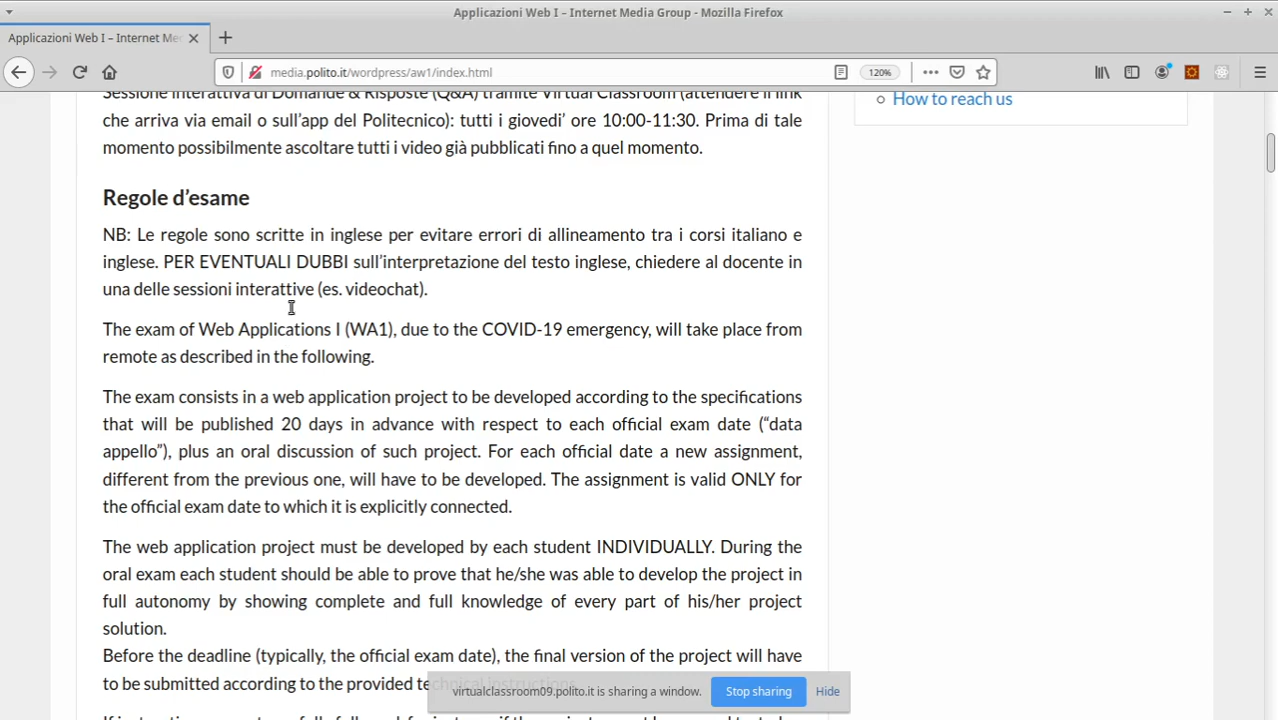 Applicazioni Web I – Internet Media Group - Mozilla Firefox
Applicazioni Web I – Internet Me
media.polito.it/wordpress/aw1/index.html
120%
Sessione interattiva di Domande & Risposte (Q&A) tramite Virtual Classroom (attendere il link
che arriva via email o sull'app del Politecnico): tutti i giovedi' ore 10:00-11:30. Prima di tale
momento possibilmente ascoltare tutti i video già pubblicati fino a quel momento.
How to reach us
Regole d'esame
NB: Le regole sono scritte in inglese per evitare errori di allineamento tra i corsi italiano e
inglese. PER EVENTUALI DUBBI sull'interpretazione del testo inglese, chiedere al docente in
una delle sessioni interattive (es. videochat).
The exam of Web Applications I (WA1), due to the COVID-19 emergency, will take place from
remote as described in the following.
The exam consists in a web application project to be developed according to the specifications
that will be published 20 days in advance with respect to each official exam date (“data
appello”), plus an oral discussion of such project. For each official date a new assignment,
different from the previous one, will have to be developed. The assignment is valid ONLY for
the official exam date to which it is explicitly connected.
The web application project must be developed by each student INDIVIDUALLY. During the
oral exam each student should be able to prove that he/she was able to develop the project in
full autonomy by showing complete and full knowledge of every part of his/her project
solution.
Before the deadline (typically, the official exam date), the final version of the project will have
to be submitted according to the provided technical instructions.
virtualclassroom09.polito.it is sharing a window.
Stop sharing
Hide